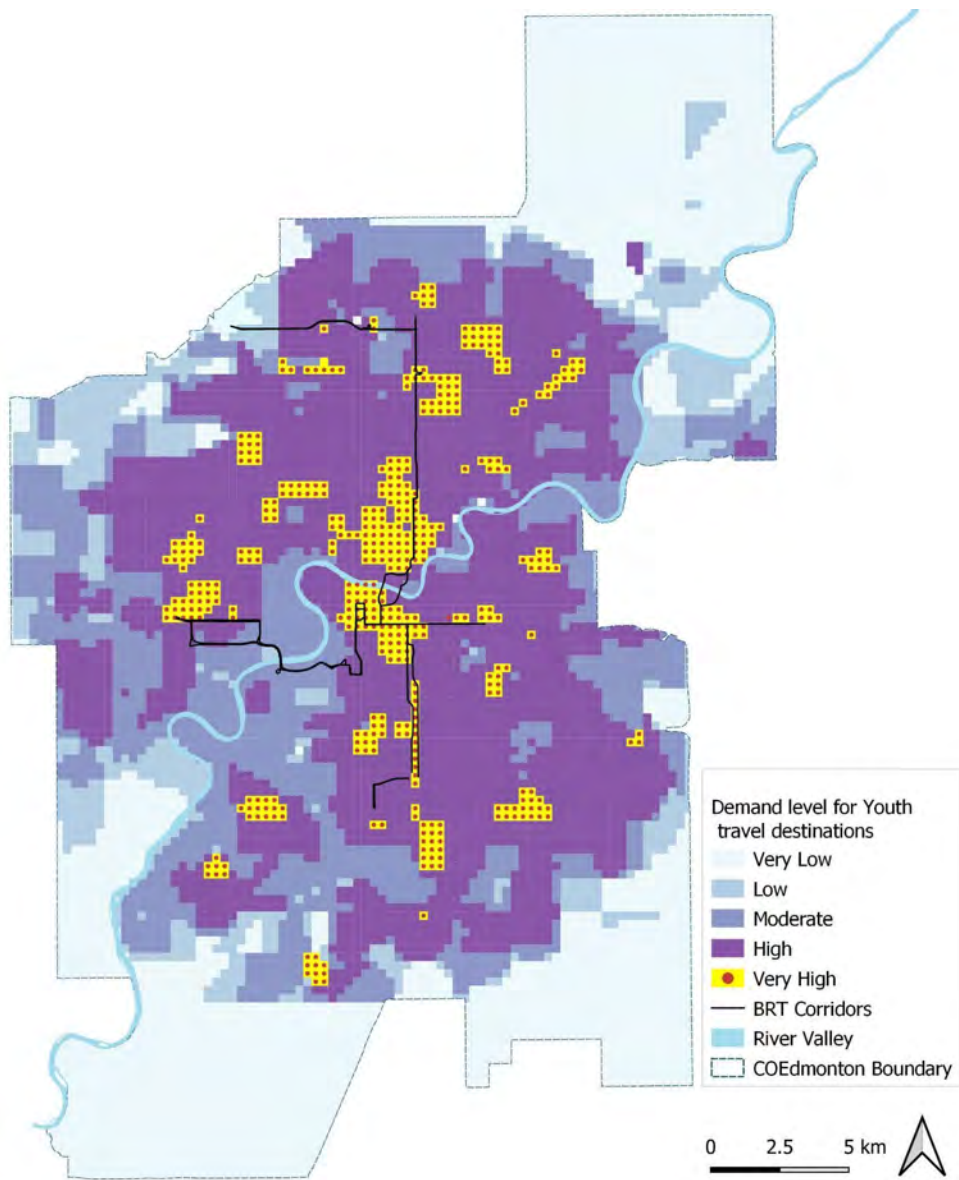 Demand level for Youth
travel destinations
Very Low
Low
Moderate
High
Very High
BRT Corridors
River Valley
COEdmonton Boundary
0 2.5 5 km